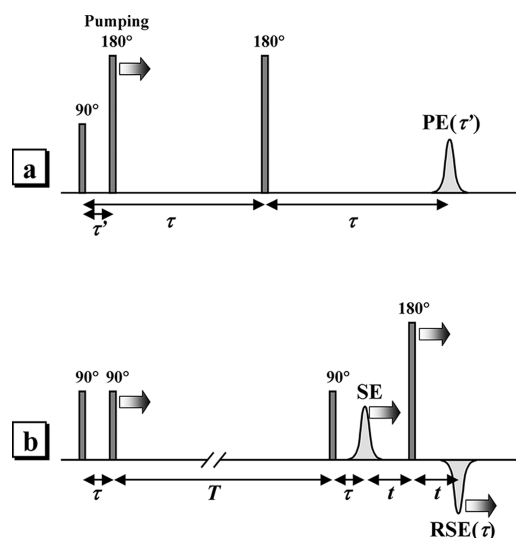 Pumping
180° 180°
90°
PE(τ’)
a
τ’ τ τ
180°
90° 90° 90° SE
b
τ T τ t t
RSE(τ)